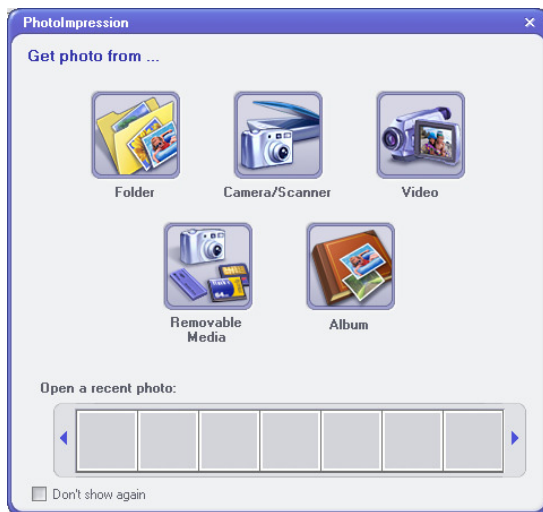 PhotoImpression
Get photo from ...
Folder
Camera/Scanner
Video
Removable
Media
Album
Open a recent photo:
Don't show again